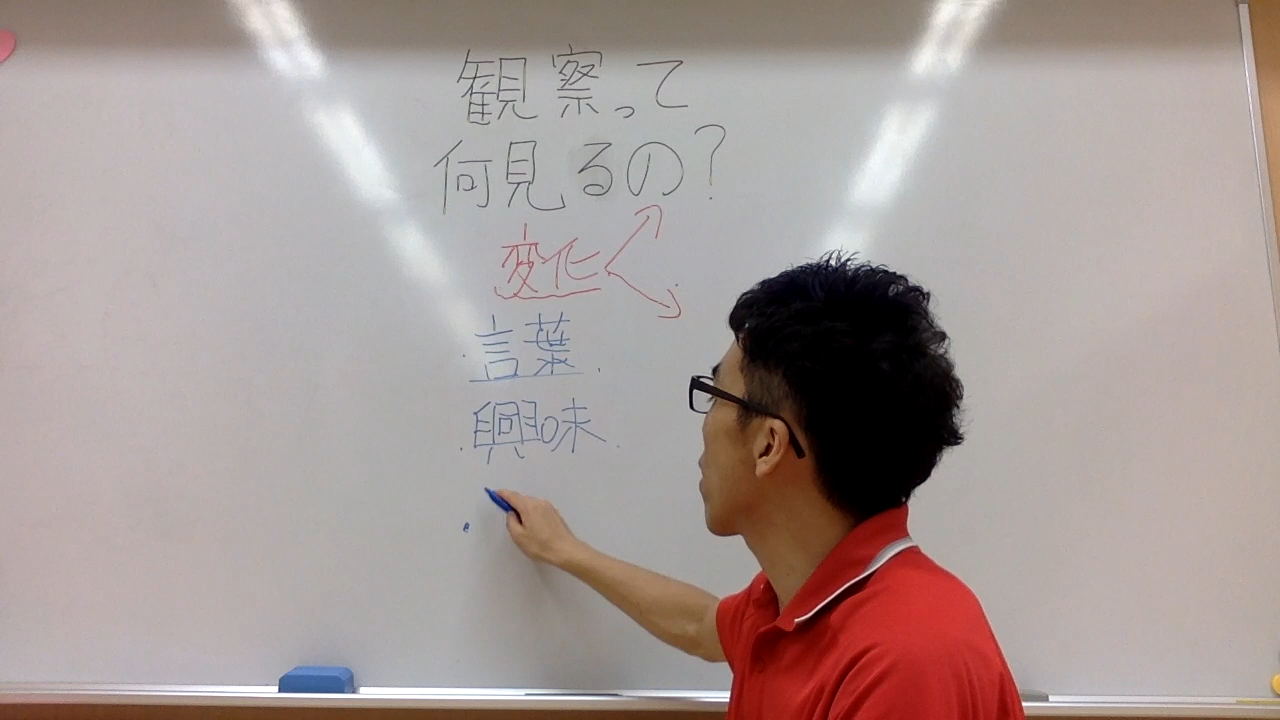 観察って
何見るの?
変化
・言葉.
・興味.
・